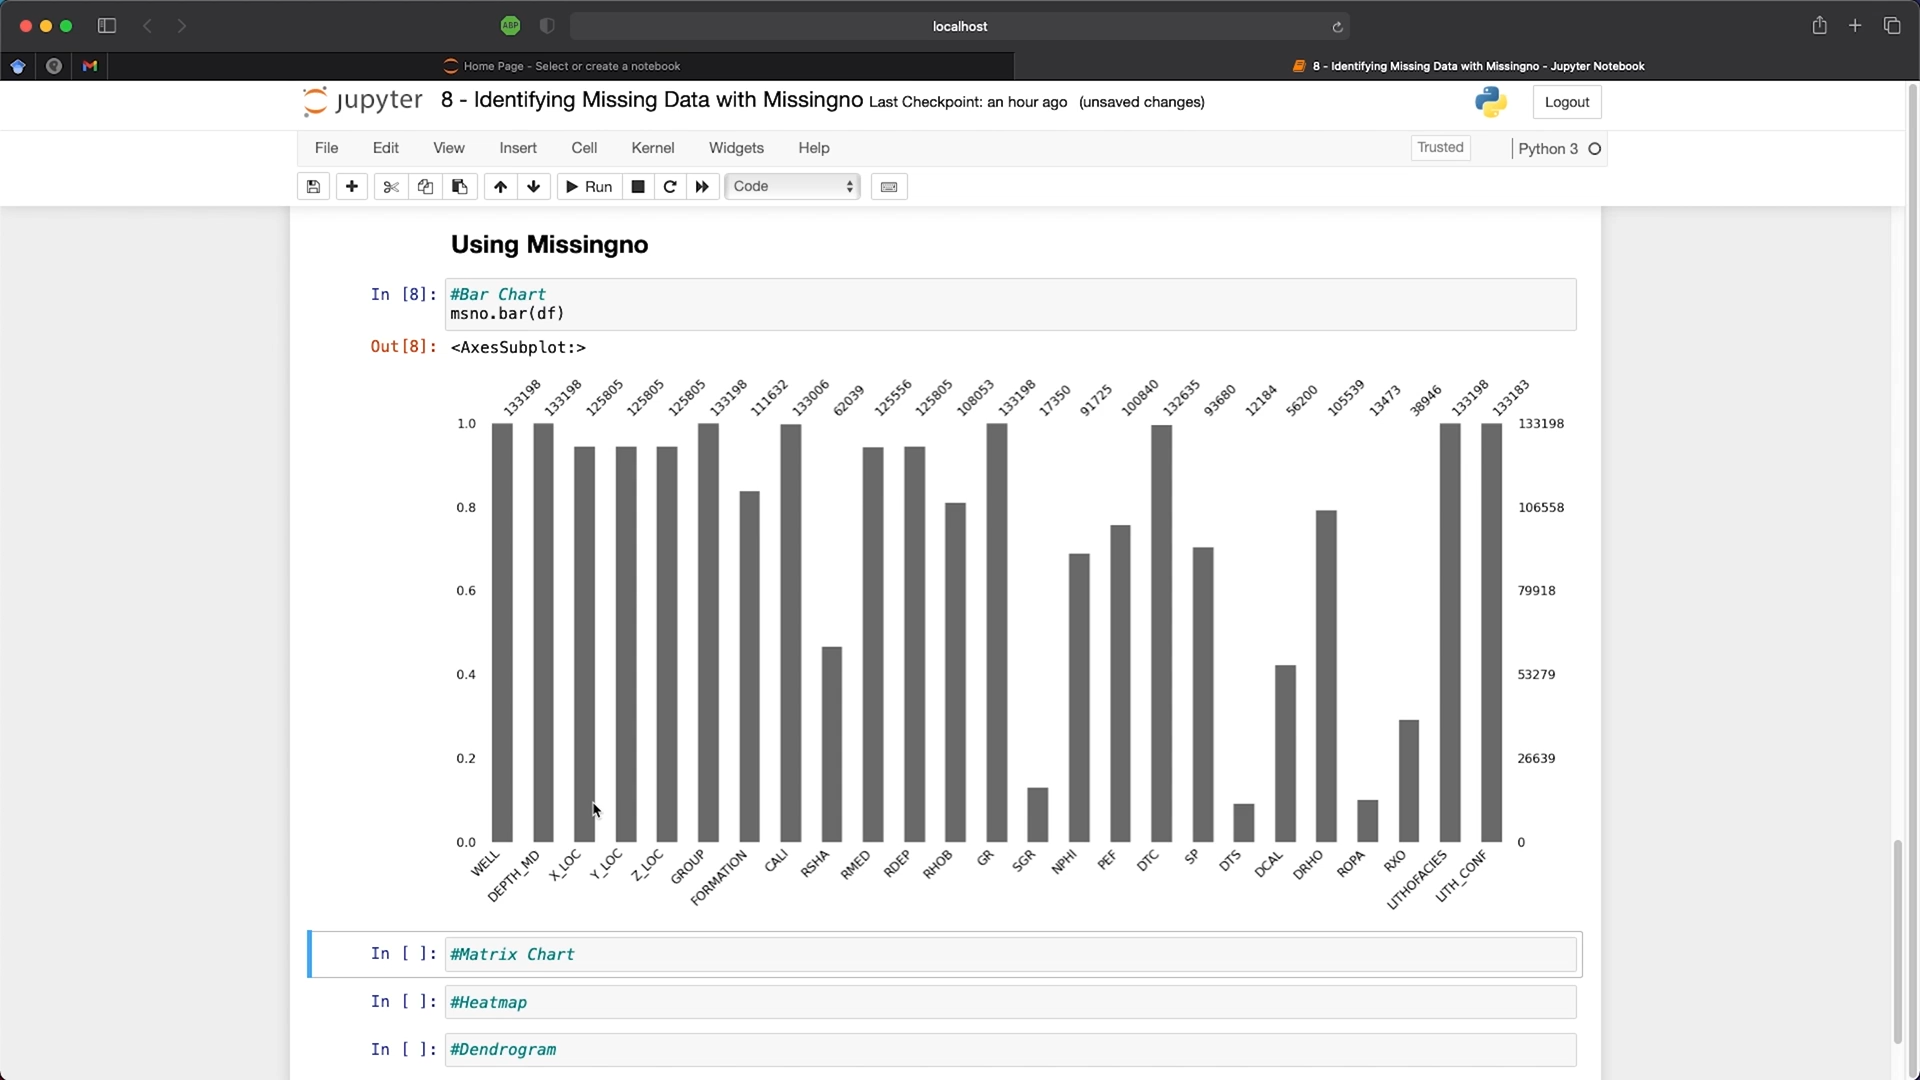 localhost
Home Page - Select or create a notebook
8 - Identifying Missing Data with Missingno - Jupyter Notebook
jupyter 8 - Identifying Missing Data with Missingno Last Checkpoint: an hour ago (unsaved changes)
Logout
File Edit View Insert Cell Kernel Widgets Help
Trusted
Python 3
Run
Code
Using Missingno
In [8]: #Bar Chart
msno.bar(df)
Out[8]: <AxesSubplot:>
133198 133198 125805 125805 125805 133198 111632 133006 62039 125556 125805 108053 133198 17350 91725 100840 132635 93680 12184 56200 105539 13473 38946 133198 133183
1.0 133198
0.8 106558
0.6 79918
0.4 53279
0.2 26639
0.0 0
WELL DEPTH_MD X_LOC Y_LOC Z_LOC GROUP FORMATION CALI RSHA RMED RDEP RHOB GR SGR NPHI PEF DTC SP DTS DCAL DRHO ROPA RXO LITHOFACIES LITH_CONF
In [ ]: #Matrix Chart
In [ ]: #Heatmap
In [ ]: #Dendrogram
ABP